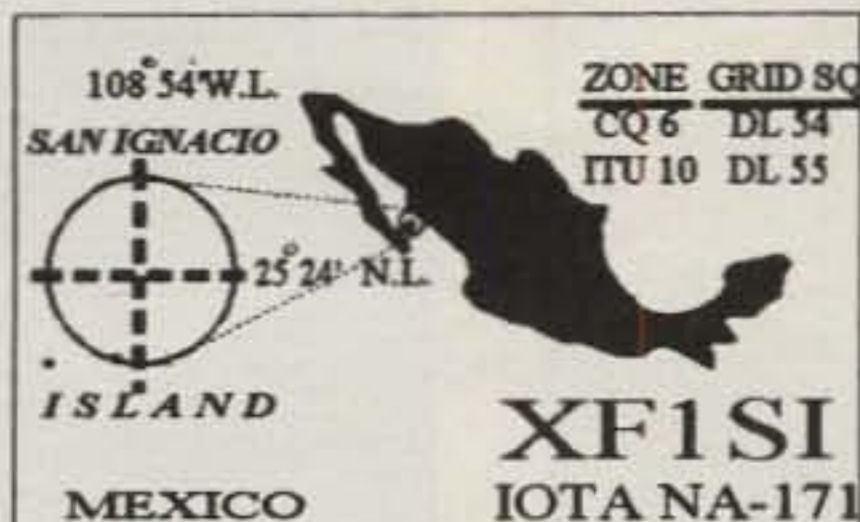 108°54'W.L.
SAN IGNACIO
25°24' N.L.
ISLAND
MEXICO
ZONE GRID SQ
CQ 6 DL 54
ITU 10 DL 55
XF1SI
IOTA NA-171